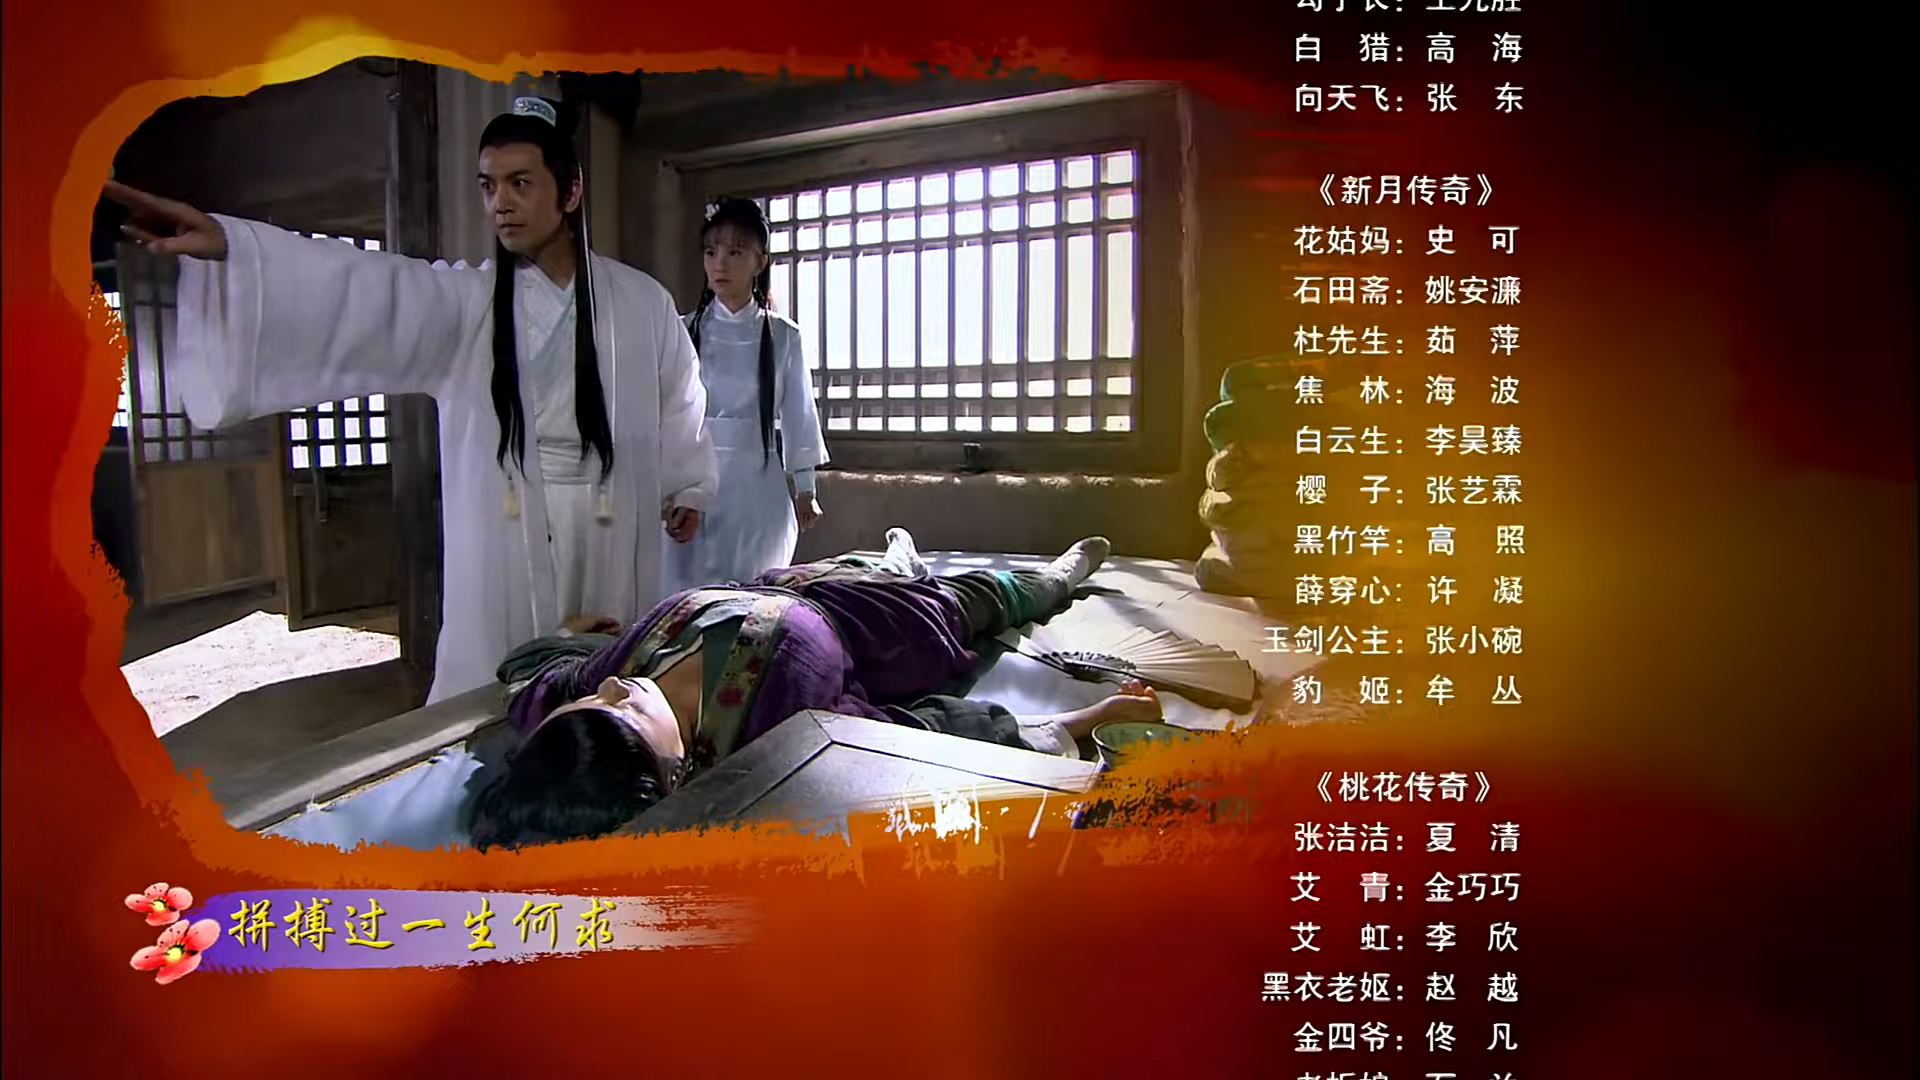 白　猎：高　海
向天飞：张　东
《新月传奇》
花姑妈：史　可
石田斋：姚安濂
杜先生：茹　萍
焦　林：海　波
白云生：李昊臻
樱　子：张艺霖
黑竹竿：高　照
薛穿心：许　凝
玉剑公主：张小碗
豹　姬：牟　丛
《桃花传奇》
张洁洁：夏　清
艾　青：金巧巧
艾　虹：李　欣
黑衣老妪：赵　越
金四爷：佟　凡
拼搏过一生何求